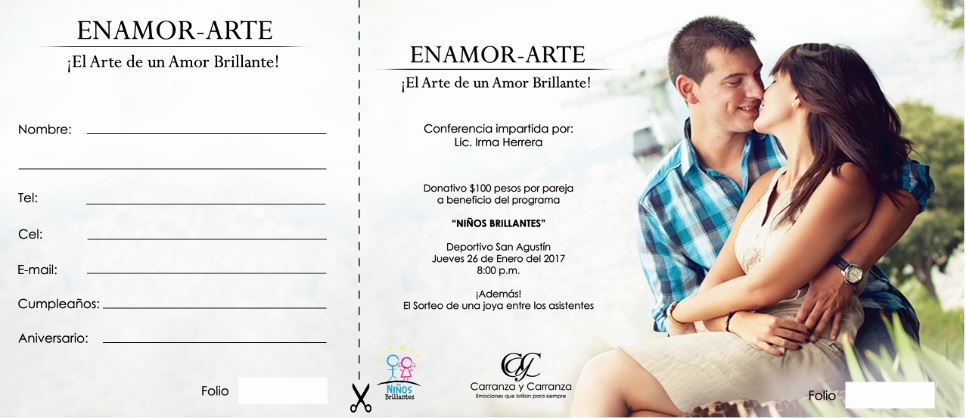 ENAMOR-ARTE
¡El Arte de un Amor Brillante!
Nombre:
Tel:
Cel:
E-mail:
Cumpleaños:
Aniversario:
Folio
ENAMOR-ARTE
¡El Arte de un Amor Brillante!
Conferencia impartida por:
Lic. Irma Herrera
Donativo $100 pesos por pareja
a beneficio del programa
“NIÑOS BRILLANTES”
Deportivo San Agustín
Jueves 26 de Enero del 2017
8:00 p.m.
¡Además!
El Sorteo de una joya entre los asistentes
NIÑOS
Brillantes
CyC
Carranza y Carranza
Emociones que brillan para siempre
Folio